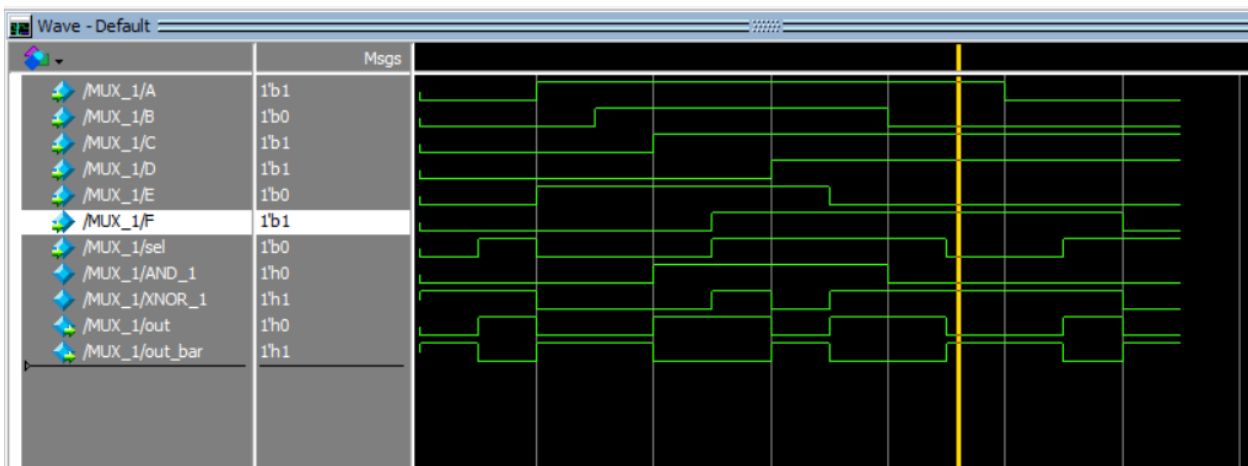 Wave - Default
Msgs
/MUX_1/A 1'b1
/MUX_1/B 1'b0
/MUX_1/C 1'b1
/MUX_1/D 1'b1
/MUX_1/E 1'b0
/MUX_1/F 1'b1
/MUX_1/sel 1'b0
/MUX_1/AND_1 1'h0
/MUX_1/XNOR_1 1'h1
/MUX_1/out 1'h0
/MUX_1/out_bar 1'h1